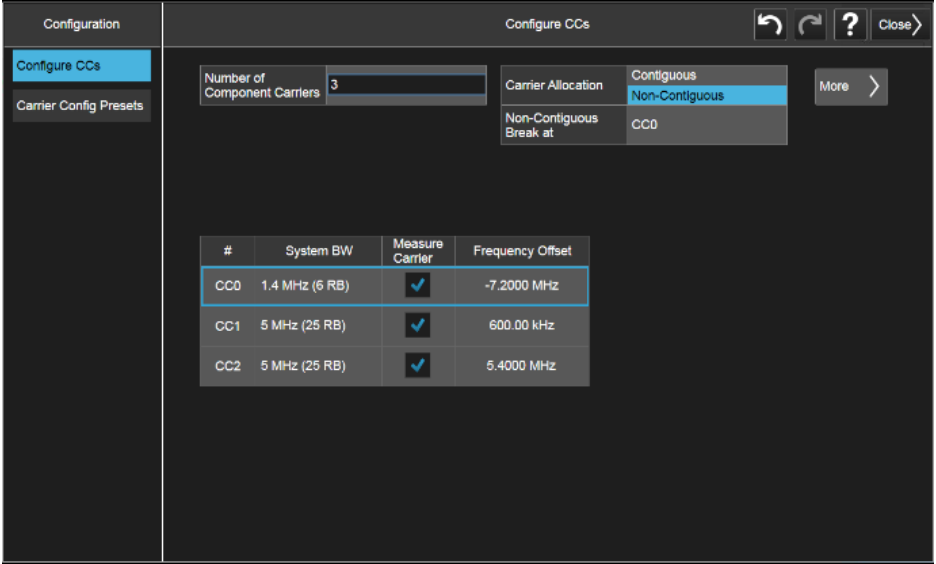 Configuration
Configure CCs
? Close
Configure CCs
Carrier Config Presets
Number of
Component Carriers
3
Carrier Allocation
Contiguous
Non-Contiguous
Non-Contiguous
Break at
CC0
More
# System BW Measure Carrier Frequency Offset
CC0 1.4 MHz (6 RB) -7.2000 MHz
CC1 5 MHz (25 RB) 600.00 kHz
CC2 5 MHz (25 RB) 5.4000 MHz